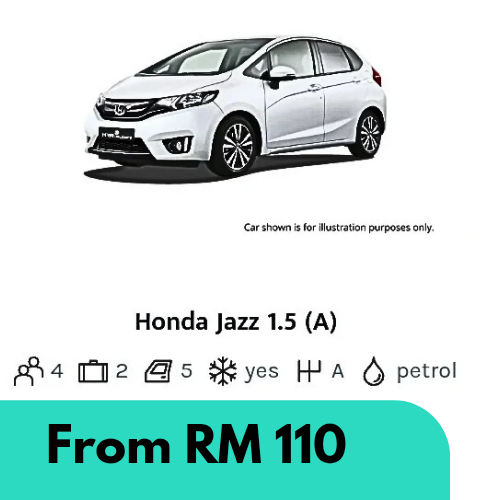 Car shown is for illustration purposes only.
Honda Jazz 1.5 (A)
4 2 5 yes A petrol
From RM 110